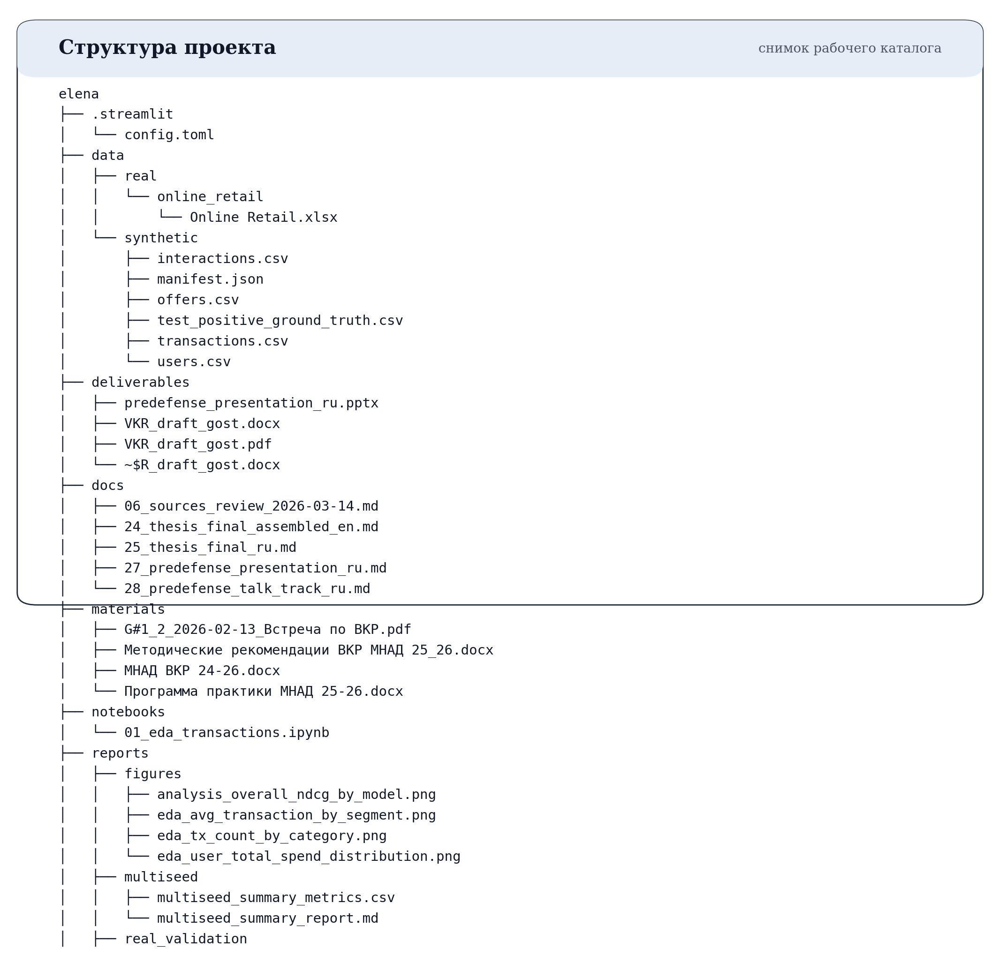 Структура проекта
снимок рабочего каталога
elena
├── .streamlit
│   └── config.toml
├── data
│   ├── real
│   │   └── online_retail
│   │       └── Online Retail.xlsx
│   └── synthetic
│       ├── interactions.csv
│       ├── manifest.json
│       ├── offers.csv
│       ├── test_positive_ground_truth.csv
│       ├── transactions.csv
│       └── users.csv
├── deliverables
│   ├── predefense_presentation_ru.pptx
│   ├── VKR_draft_gost.docx
│   ├── VKR_draft_gost.pdf
│   └── ~$R_draft_gost.docx
├── docs
│   ├── 06_sources_review_2026-03-14.md
│   ├── 24_thesis_final_assembled_en.md
│   ├── 25_thesis_final_ru.md
│   ├── 27_predefense_presentation_ru.md
│   └── 28_predefense_talk_track_ru.md
├── materials
│   ├── G#1_2_2026-02-13_Встреча по ВКР.pdf
│   ├── Методические рекомендации ВКР МНАД 25_26.docx
│   ├── МНАД ВКР 24-26.docx
│   └── Программа практики МНАД 25-26.docx
├── notebooks
│   └── 01_eda_transactions.ipynb
├── reports
│   ├── figures
│   │   ├── analysis_overall_ndcg_by_model.png
│   │   ├── eda_avg_transaction_by_segment.png
│   │   ├── eda_tx_count_by_category.png
│   │   └── eda_user_total_spend_distribution.png
│   ├── multiseed
│   │   ├── multiseed_summary_metrics.csv
│   │   └── multiseed_summary_report.md
│   ├── real_validation